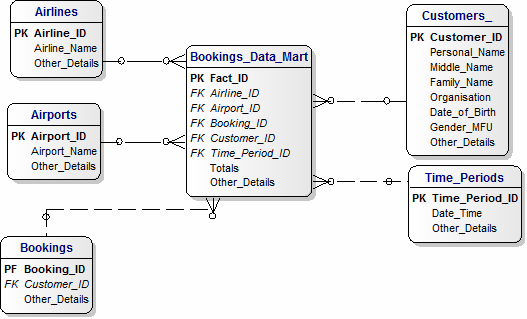 Airlines
PK Airline_ID
Airline_Name
Other_Details
Airports
PK Airport_ID
Airport_Name
Other_Details
Bookings
PF Booking_ID
FK Customer_ID
Other_Details
Bookings_Data_Mart
PK Fact_ID
FK Airline_ID
FK Airport_ID
FK Booking_ID
FK Customer_ID
FK Time_Period_ID
Totals
Other_Details
Customers_
PK Customer_ID
Personal_Name
Middle_Name
Family_Name
Organisation
Date_of_Birth
Gender_MFU
Other_Details
Time_Periods
PK Time_Period_ID
Date_Time
Other_Details